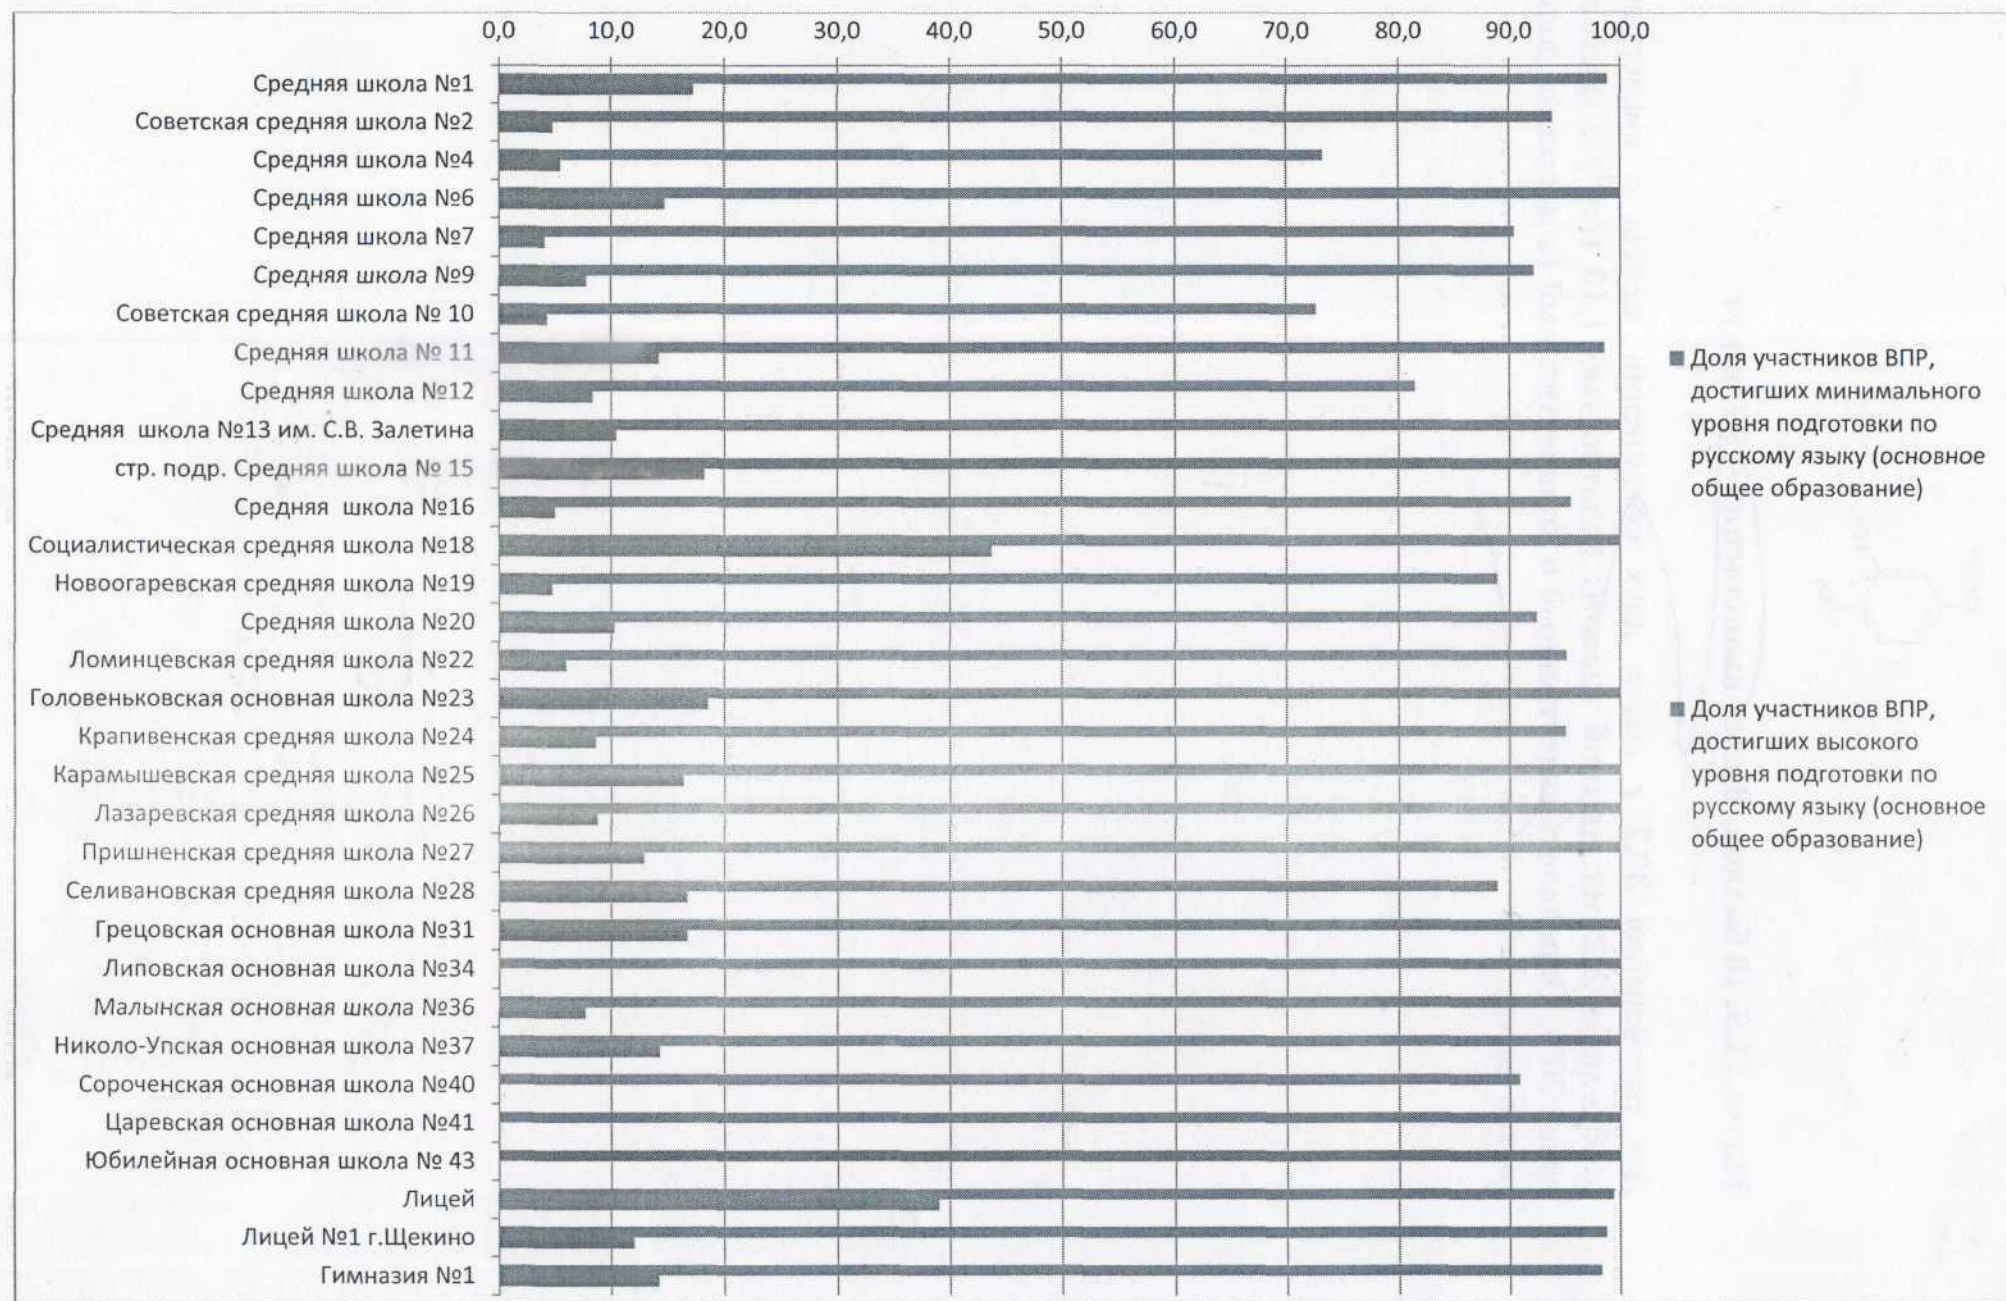 0,0 10,0 20,0 30,0 40,0 50,0 60,0 70,0 80,0 90,0 100,0
Средняя школа №1
Советская средняя школа №2
Средняя школа №4
Средняя школа №6
Средняя школа №7
Средняя школа №9
Советская средняя школа № 10
Средняя школа № 11
Средняя школа №12
Средняя школа №13 им. С.В. Залетина
стр. подр. Средняя школа № 15
Средняя школа №16
Социалистическая средняя школа №18
Новоогаревская средняя школа №19
Средняя школа №20
Ломинцевская средняя школа №22
Головеньковская основная школа №23
Крапивенская средняя школа №24
Карамышевская средняя школа №25
Лазаревская средняя школа №26
Пришненская средняя школа №27
Селивановская средняя школа №28
Грецовская основная школа №31
Липовская основная школа №34
Малынская основная школа №36
Николо-Упская основная школа №37
Сороченская основная школа №40
Царевская основная школа №41
Юбилейная основная школа № 43
Лицей
Лицей №1 г.Щекино
Гимназия №1
Доля участников ВПР,
достигших минимального
уровня подготовки по
русскому языку (основное
общее образование)
Доля участников ВПР,
достигших высокого
уровня подготовки по
русскому языку (основное
общее образование)